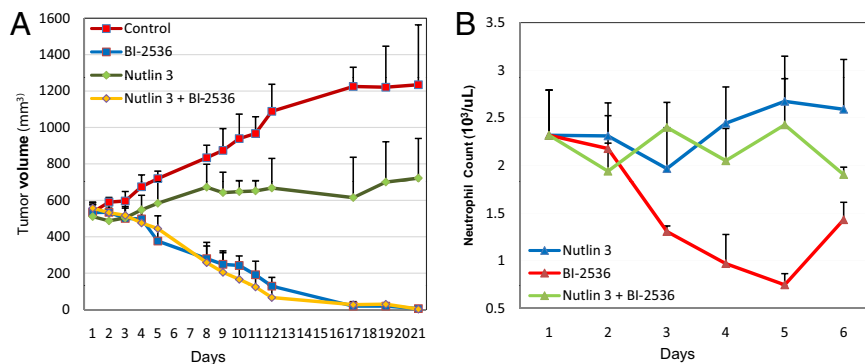 A
Tumor volume (mm³)
1600
1400
1200
1000
800
600
400
200
0
Control
BI-2536
Nutlin 3
Nutlin 3 + BI-2536
1 2 3 4 5 6 7 8 9 10 11 12 13 14 15 16 17 18 19 20 21
Days
B
Neutrophil Count (10³/uL)
3.5
3
2.5
2
1.5
1
0.5
Nutlin 3
BI-2536
Nutlin 3 + BI-2536
1 2 3 4 5 6
Days